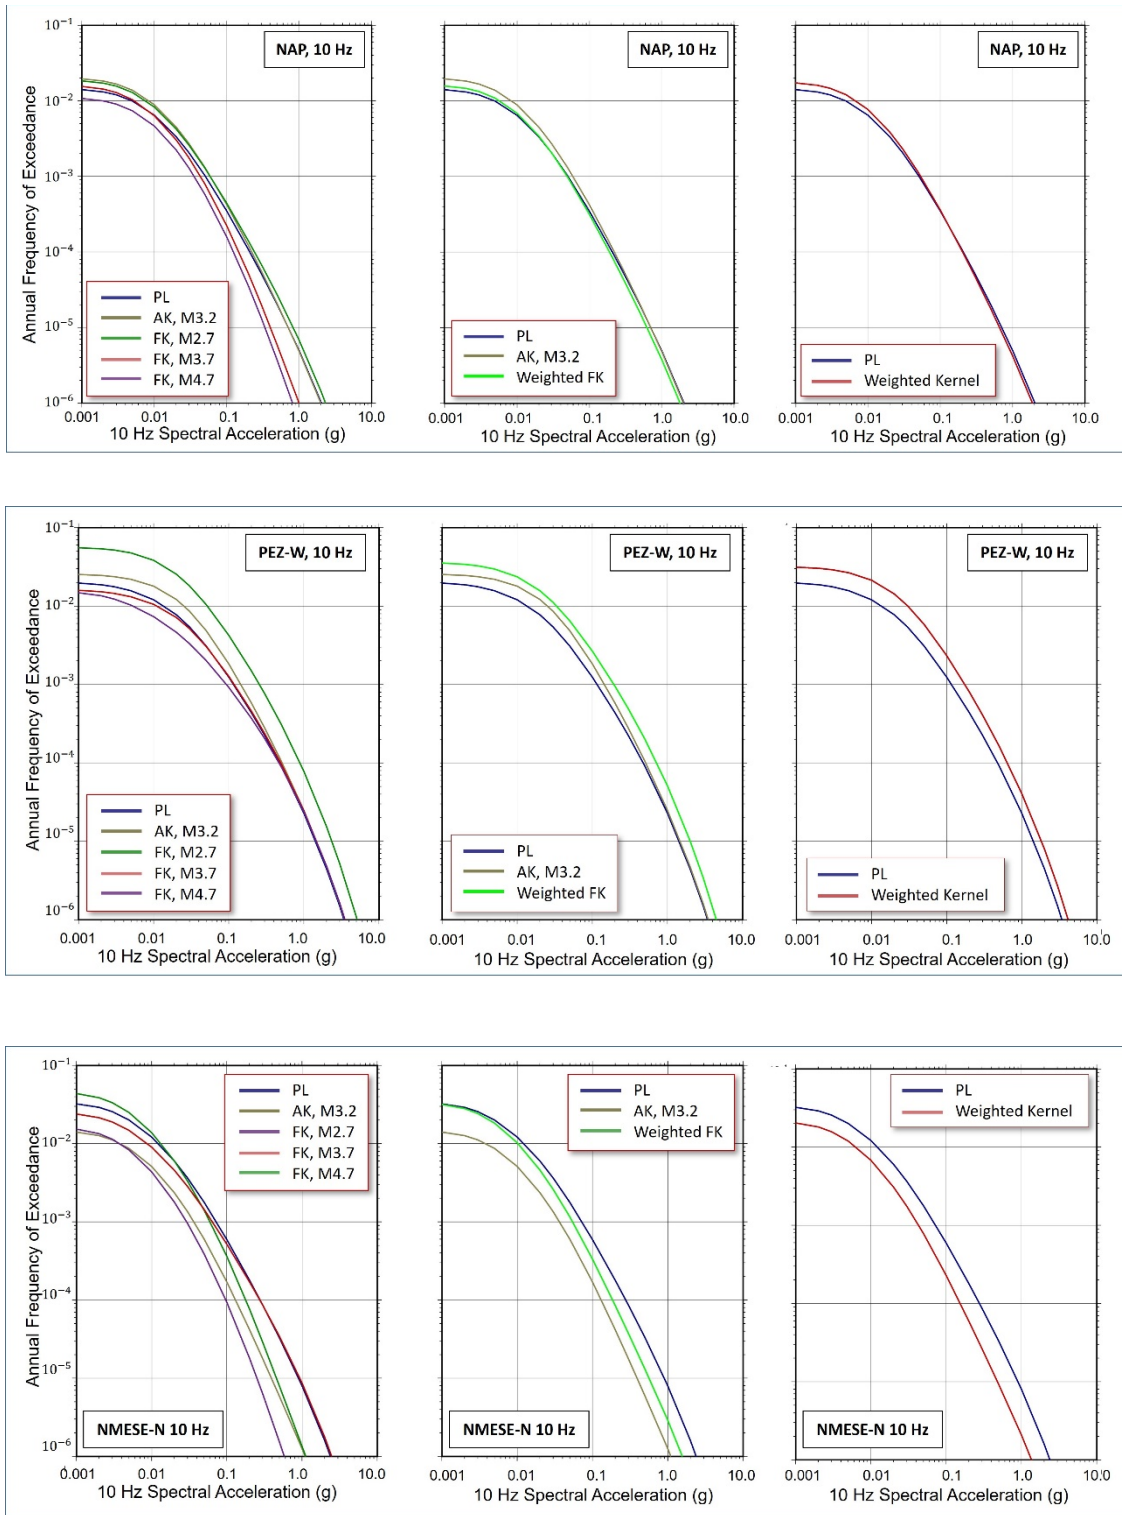 NAP, 10 Hz
NAP, 10 Hz
NAP, 10 Hz
Annual Frequency of Exceedance
10⁻¹
10⁻²
10⁻³
10⁻⁴
10⁻⁵
10⁻⁶
PL
AK, M3.2
FK, M2.7
FK, M3.7
FK, M4.7
PL
AK, M3.2
Weighted FK
PL
Weighted Kernel
0.001 0.01 0.1 1.0 10.0
0.001 0.01 0.1 1.0 10.0
0.001 0.01 0.1 1.0 10.0
10 Hz Spectral Acceleration (g)
10 Hz Spectral Acceleration (g)
10 Hz Spectral Acceleration (g)
PEZ-W, 10 Hz
PEZ-W, 10 Hz
PEZ-W, 10 Hz
Annual Frequency of Exceedance
10⁻¹
10⁻²
10⁻³
10⁻⁴
10⁻⁵
10⁻⁶
PL
AK, M3.2
FK, M2.7
FK, M3.7
FK, M4.7
PL
AK, M3.2
Weighted FK
PL
Weighted Kernel
0.001 0.01 0.1 1.0 10.0
0.001 0.01 0.1 1.0 10.0
0.001 0.01 0.1 1.0 10.0
10 Hz Spectral Acceleration (g)
10 Hz Spectral Acceleration (g)
10 Hz Spectral Acceleration (g)
Annual Frequency of Exceedance
10⁻¹
10⁻²
10⁻³
10⁻⁴
10⁻⁵
10⁻⁶
PL
AK, M3.2
FK, M2.7
FK, M3.7
FK, M4.7
PL
AK, M3.2
Weighted FK
PL
Weighted Kernel
NMESE-N 10 Hz
NMESE-N 10 Hz
NMESE-N 10 Hz
0.001 0.01 0.1 1.0 10.0
0.001 0.01 0.1 1.0 10.0
0.001 0.01 0.1 1.0 10.0
10 Hz Spectral Acceleration (g)
10 Hz Spectral Acceleration (g)
10 Hz Spectral Acceleration (g)